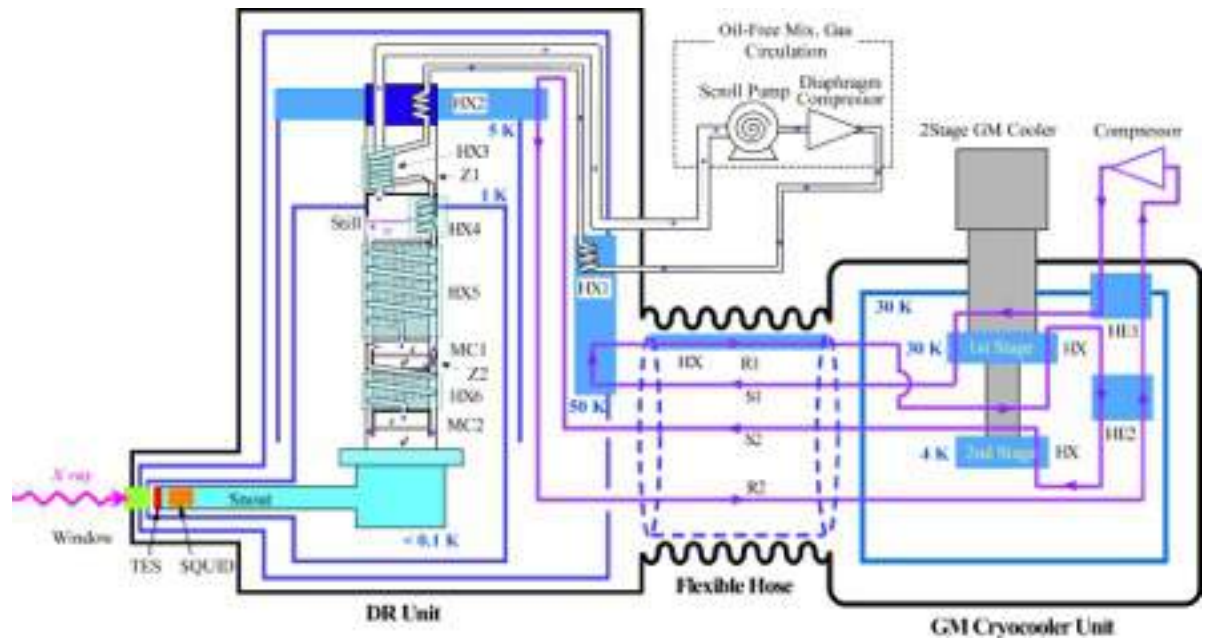 Oil-Free Mix. Gas
Circulation
Scroll Pump
Diaphragm
Compressor
2Stage GM Cooler
Compressor
HX2
5 K
HX3
Z1
1 K
Still
HX4
HX1
HX5
MC1
Z2
HX6
MC2
50 K
HX
R1
S1
S2
R2
30 K
30 K
1st Stage
HX
HE1
4 K
2nd Stage
HX
HE2
X-ray
Snout
< 0.1 K
Window
TES
SQUID
Flexible Hose
DR Unit
GM Cryocooler Unit